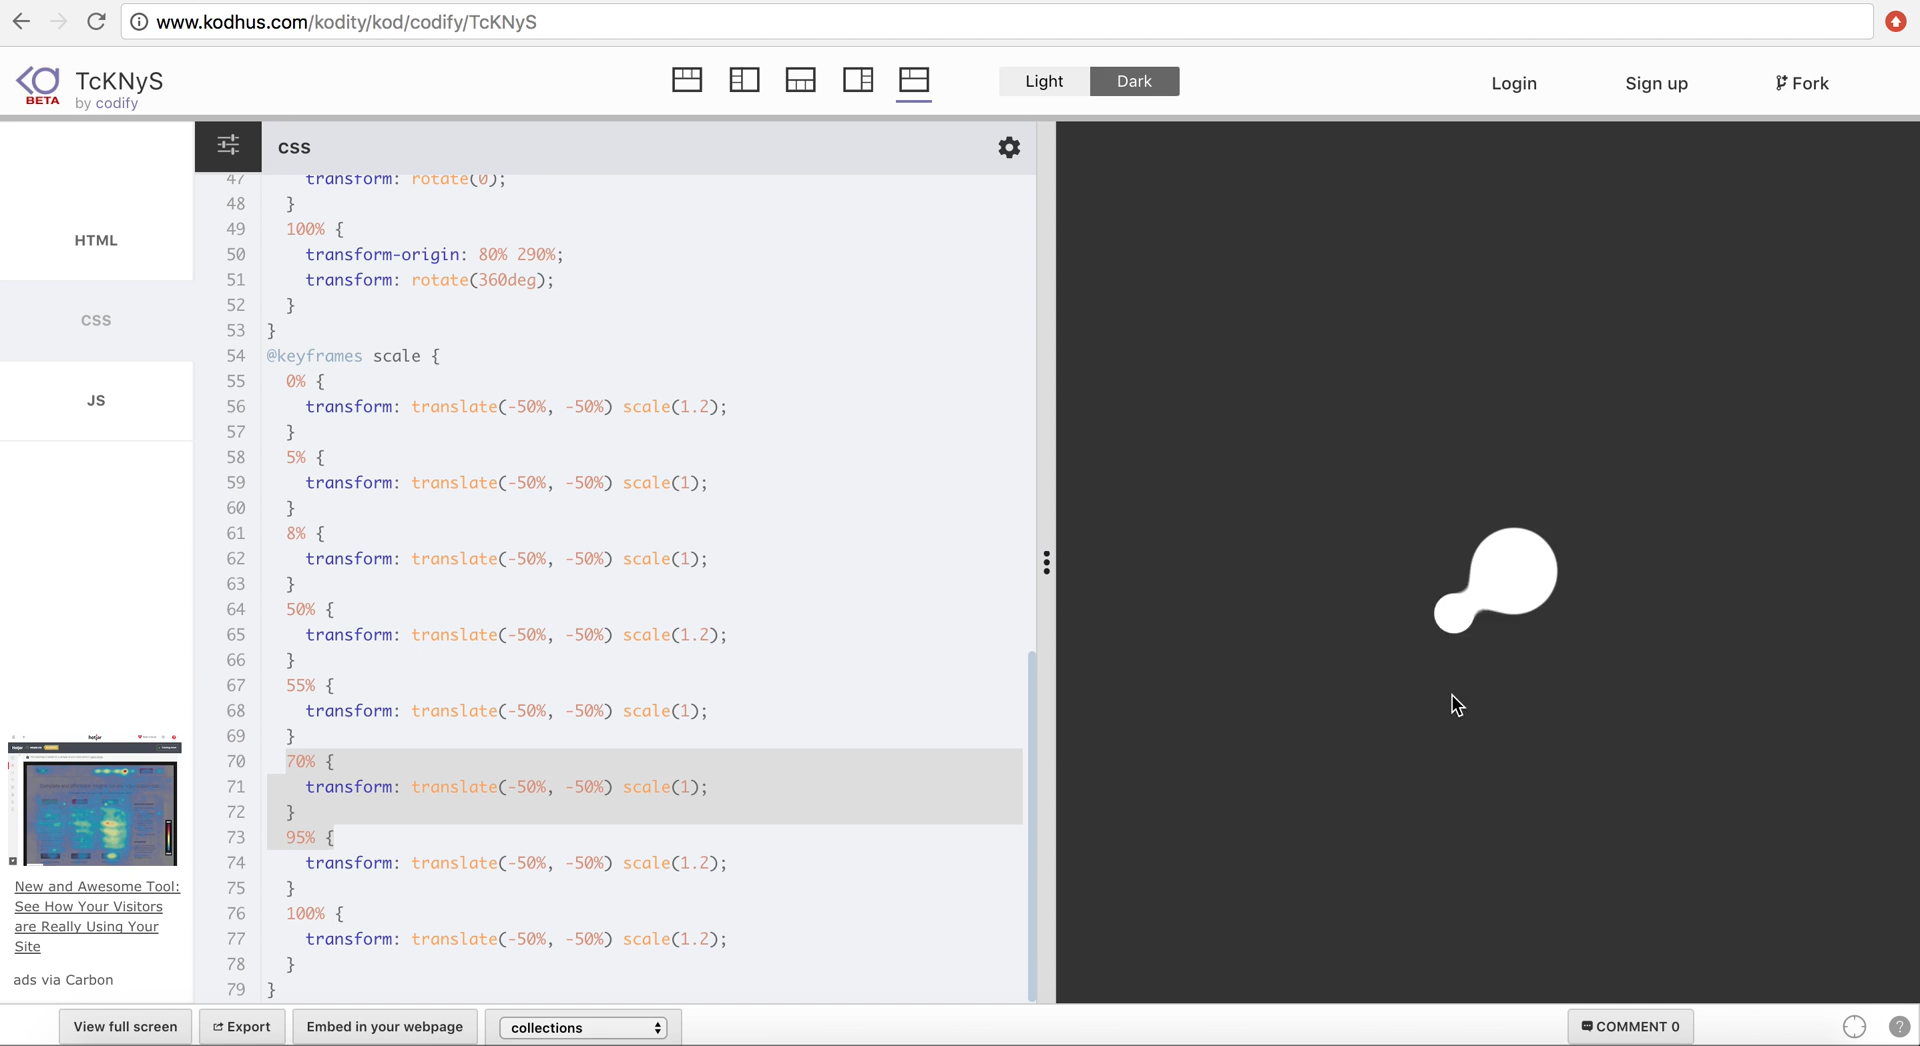 www.kodhus.com/kodity/kod/codify/TcKNyS
BETA
TcKNyS
by codify
Light
Dark
Login
Sign up
Fork
HTML
CSS
JS
CSS
47 transform: rotate(0);
48 }
49 100% {
50 transform-origin: 80% 290%;
51 transform: rotate(360deg);
52 }
53 }
54 @keyframes scale {
55 0% {
56 transform: translate(-50%, -50%) scale(1.2);
57 }
58 5% {
59 transform: translate(-50%, -50%) scale(1);
60 }
61 8% {
62 transform: translate(-50%, -50%) scale(1);
63 }
64 50% {
65 transform: translate(-50%, -50%) scale(1.2);
66 }
67 55% {
68 transform: translate(-50%, -50%) scale(1);
69 }
70 70% {
71 transform: translate(-50%, -50%) scale(1);
72 }
73 95% {
74 transform: translate(-50%, -50%) scale(1.2);
75 }
76 100% {
77 transform: translate(-50%, -50%) scale(1.2);
78 }
79 }
hotjar
New and Awesome Tool:
See How Your Visitors
are Really Using Your
Site
ads via Carbon
View full screen
Export
Embed in your webpage
collections
COMMENT 0
?